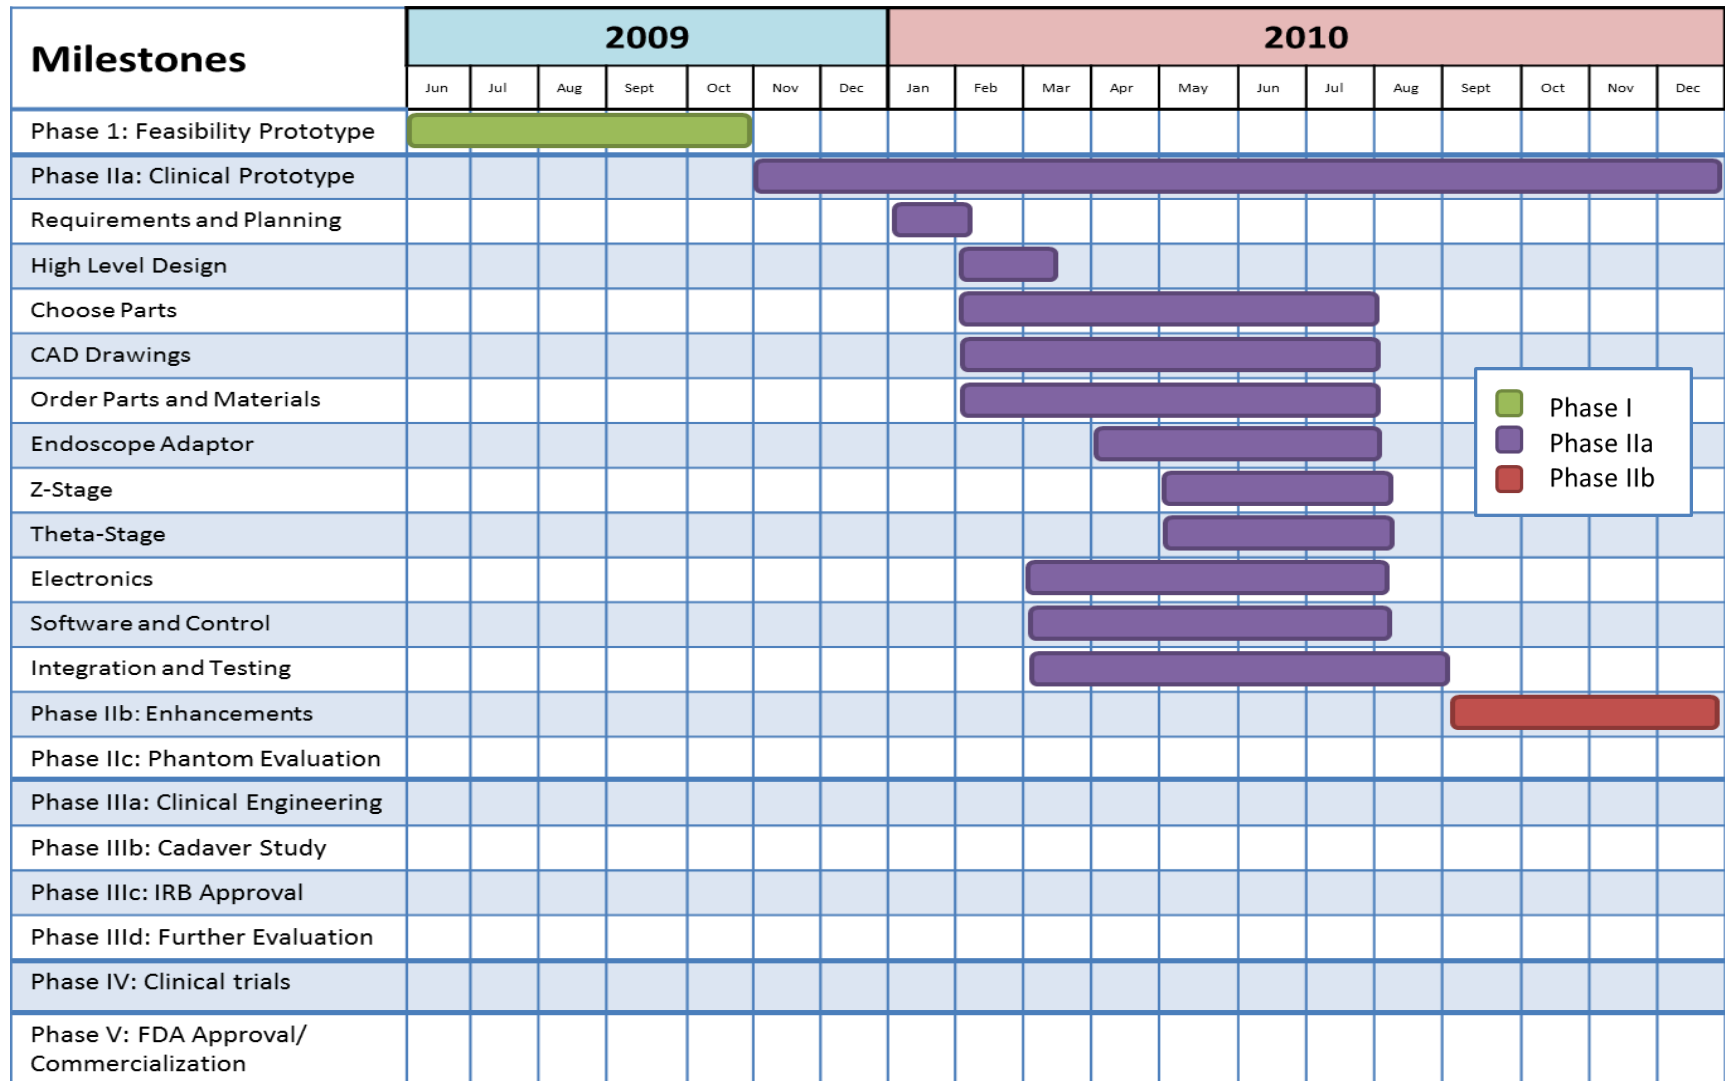 Milestones
2009
2010
Jun Jul Aug Sept Oct Nov Dec Jan Feb Mar Apr May Jun Jul Aug Sept Oct Nov Dec
Phase 1: Feasibility Prototype
Phase IIa: Clinical Prototype
Requirements and Planning
High Level Design
Choose Parts
CAD Drawings
Order Parts and Materials
Endoscope Adaptor
Z-Stage
Theta-Stage
Electronics
Software and Control
Integration and Testing
Phase IIb: Enhancements
Phase IIc: Phantom Evaluation
Phase IIIa: Clinical Engineering
Phase IIIb: Cadaver Study
Phase IIIc: IRB Approval
Phase IIId: Further Evaluation
Phase IV: Clinical trials
Phase V: FDA Approval/
Commercialization
Phase I
Phase IIa
Phase IIb